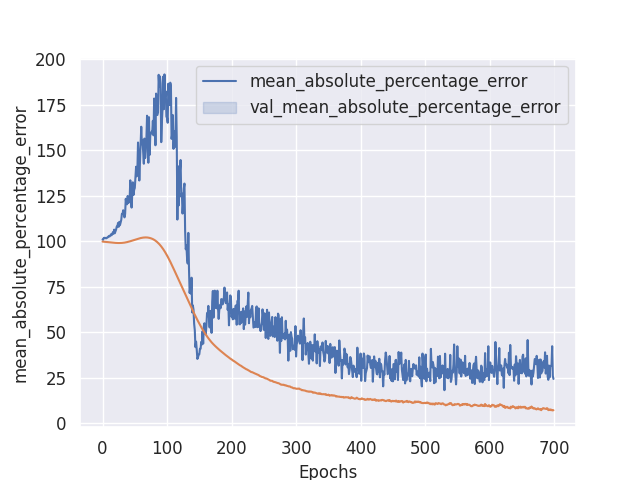 mean_absolute_percentage_error
val_mean_absolute_percentage_error
mean_absolute_percentage_error
200
175
150
125
100
75
50
25
0
0 100 200 300 400 500 600 700
Epochs